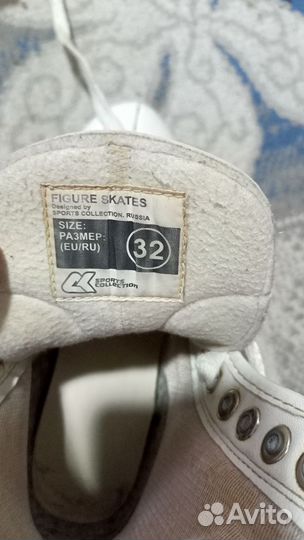 FIGURE SKATES
Designed by
SPORTS COLLECTION, RUSSIA
SIZE:
РАЗМЕР:
(EU/RU)
32
SPORTS
COLLECTION
Avito